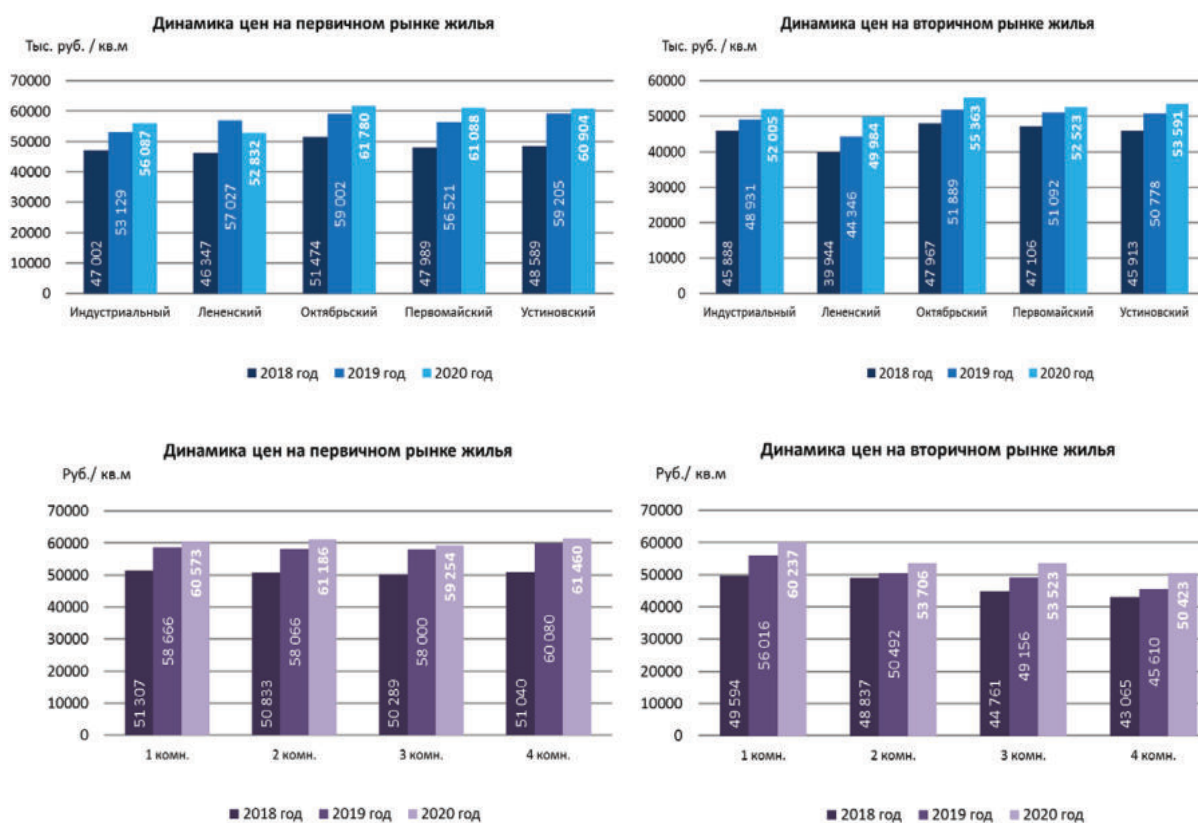 Динамика цен на первичном рынке жилья
Тыс. руб. / кв.м
70000
60000
50000
40000
30000
20000
10000
0
47 002
53 129
56 087
46 347
57 027
52 832
51 474
59 002
61 780
47 989
56 521
61 088
48 589
59 205
60 904
Индустриальный
Лененский
Октябрьский
Первомайский
Устиновский
2018 год
2019 год
2020 год
Динамика цен на вторичном рынке жилья
Тыс. руб. / кв.м
60000
50000
40000
30000
20000
10000
0
45 888
48 931
52 005
39 944
44 346
49 984
47 967
51 889
55 363
47 106
51 092
52 523
45 913
50 778
53 591
Индустриальный
Лененский
Октябрьский
Первомайский
Устиновский
2018 год
2019 год
2020 год
Динамика цен на первичном рынке жилья
Руб./ кв.м
70000
60000
50000
40000
30000
20000
10000
0
51 307
58 666
60 573
50 833
58 066
61 186
50 289
58 000
59 254
51 040
60 080
61 460
1 комн.
2 комн.
3 комн.
4 комн.
2018 год
2019 год
2020 год
Динамика цен на вторичном рынке жилья
Руб./ кв.м
70000
60000
50000
40000
30000
20000
10000
0
49 594
56 016
60 237
48 837
50 492
53 706
44 761
49 156
53 523
43 065
45 610
50 423
1 комн.
2 комн.
3 комн.
4 комн.
2018 год
2019 год
2020 год